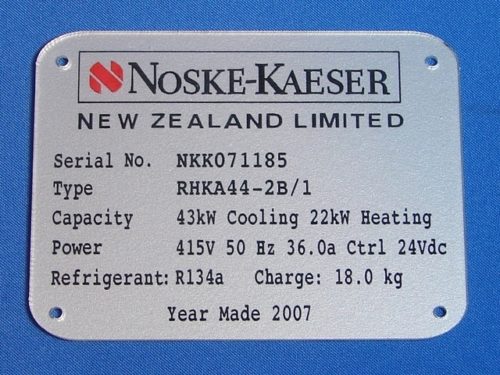 NOSKE-KAESER
NEW ZEALAND LIMITED
Serial No. NKK071185
Type RHKA44-2B/1
Capacity 43kW Cooling 22kW Heating
Power 415V 50 Hz 36.0a Ctrl 24Vdc
Refrigerant: R134a Charge: 18.0 kg
Year Made 2007